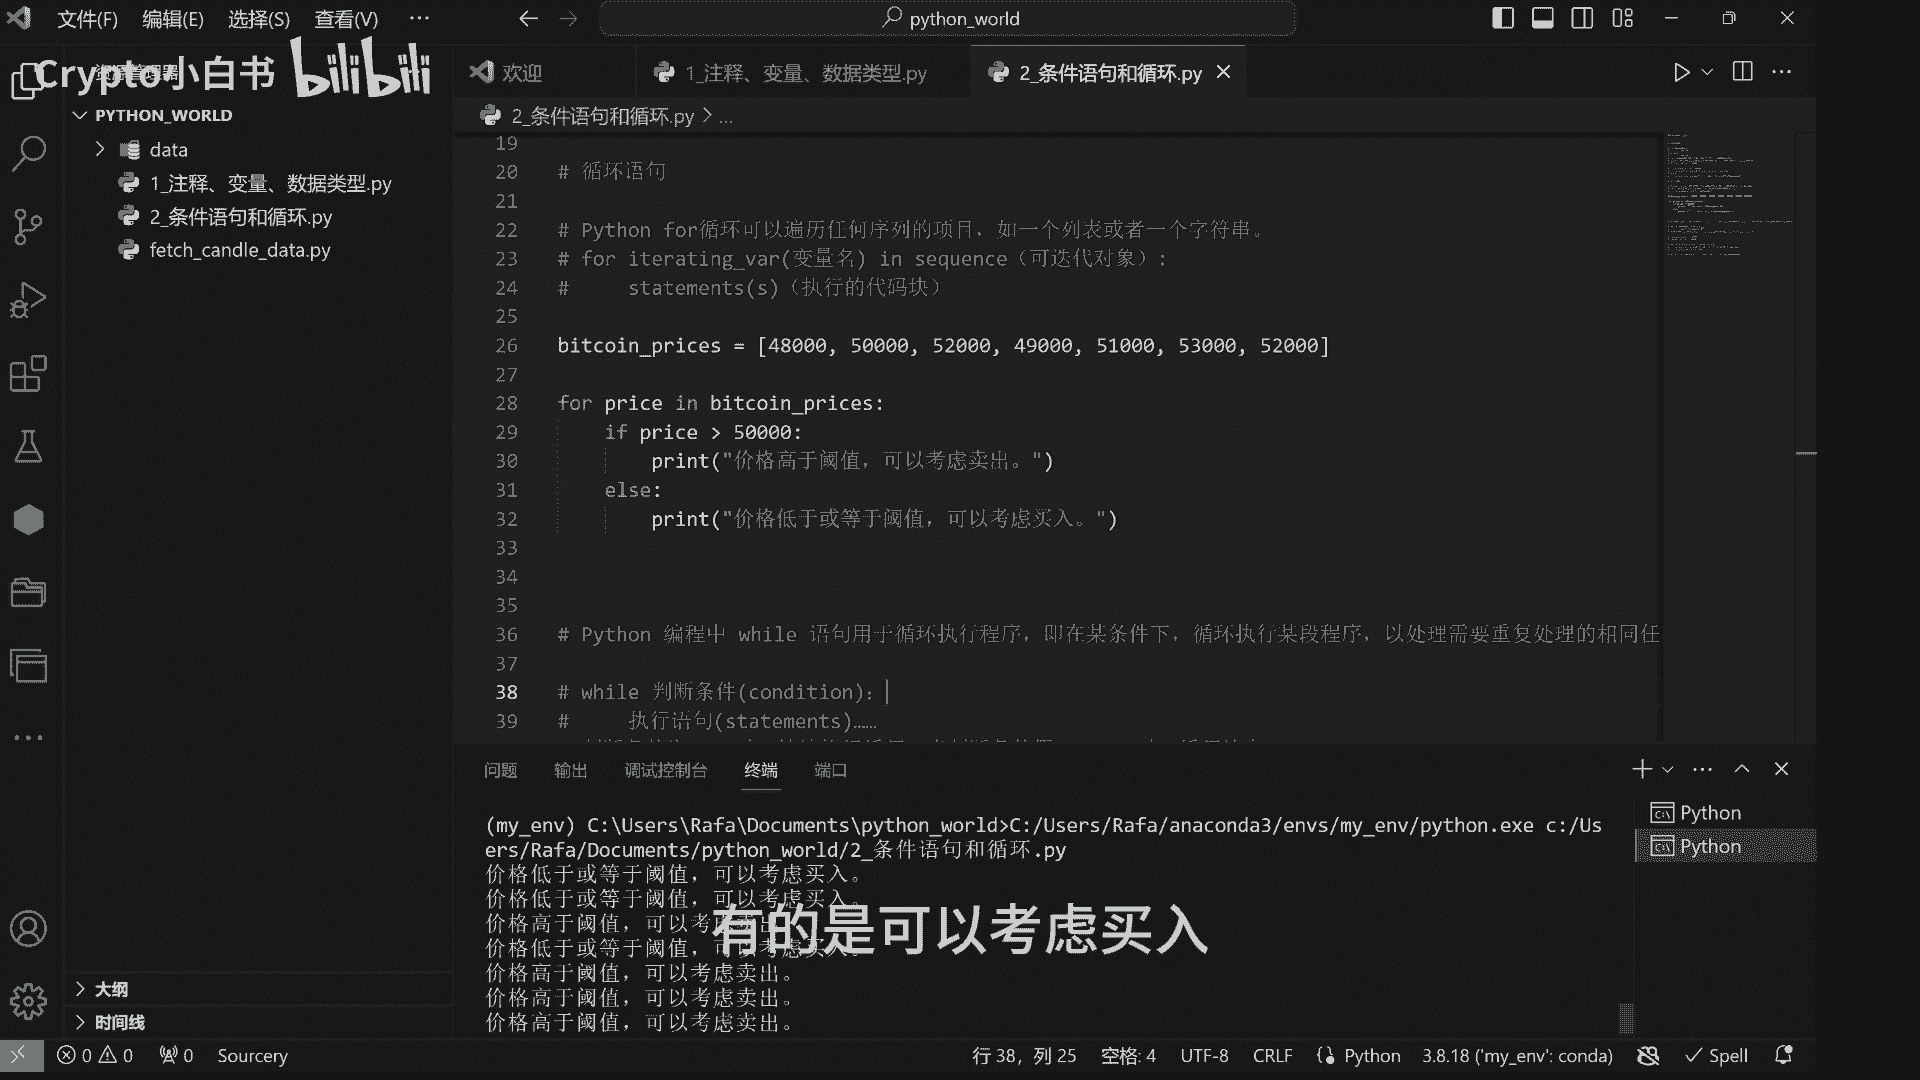 文件(F) 编辑(E) 选择(S) 查看(V) ··· python_world
Crypto小白书 bilibili
欢迎 1_注释、变量、数据类型.py 2_条件语句和循环.py
2_条件语句和循环.py > ...
PYTHON_WORLD
data
1_注释、变量、数据类型.py
2_条件语句和循环.py
fetch_candle_data.py
大纲
时间线
19
20 # 循环语句
21
22 # Python for循环可以遍历任何序列的项目，如一个列表或者一个字符串。
23 # for iterating_var(变量名) in sequence（可迭代对象）:
24 #     statements(s)（执行的代码块）
25
26 bitcoin_prices = [48000, 50000, 52000, 49000, 51000, 53000, 52000]
27
28 for price in bitcoin_prices:
29     if price > 50000:
30         print("价格高于阈值，可以考虑卖出。")
31     else:
32         print("价格低于或等于阈值，可以考虑买入。")
33
34
35
36 # Python 编程中 while 语句用于循环执行程序，即在某条件下，循环执行某段程序，以处理需要重复处理的相同任
37
38 # while 判断条件(condition)：
39 #     执行语句(statements)……
问题 输出 调试控制台 终端 端口
(my_env) C:\Users\Rafa\Documents\python_world>C:/Users/Rafa/anaconda3/envs/my_env/python.exe c:/Us
ers/Rafa/Documents/python_world/2_条件语句和循环.py
价格低于或等于阈值，可以考虑买入。
价格低于或等于阈值，可以考虑买入。
价格高于阈值，可以考虑卖出。
价格低于或等于阈值，可以考虑买入。
价格高于阈值，可以考虑卖出。
价格高于阈值，可以考虑卖出。
价格高于阈值，可以考虑卖出。
Python
Python
有的是可以考虑买入
0 0 0 Sourcery 行 38，列 25 空格: 4 UTF-8 CRLF Python 3.8.18 ('my_env': conda) Spell